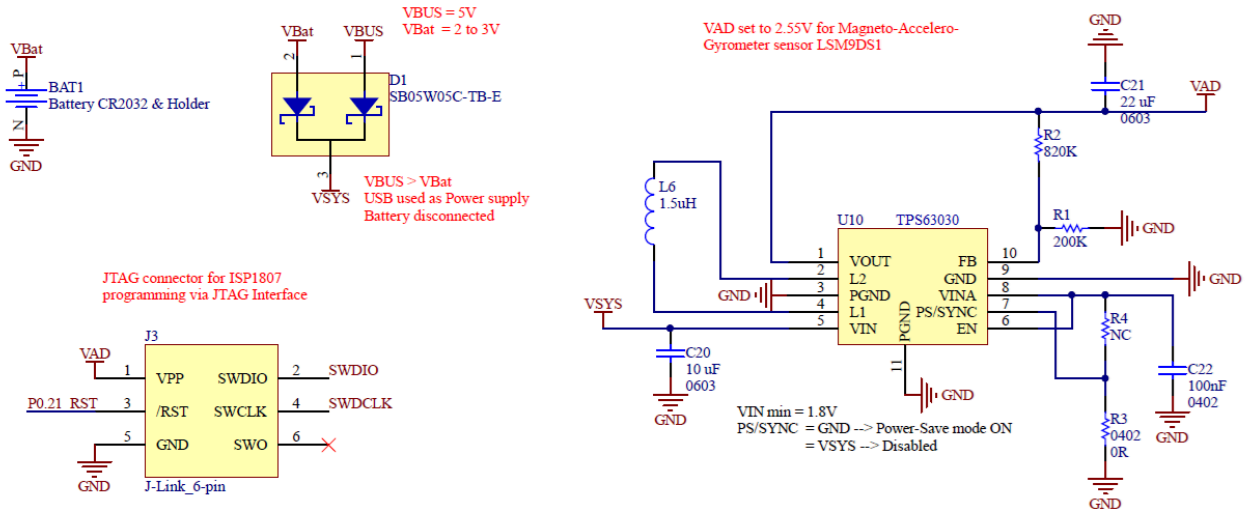 VBUS = 5V
VBat = 2 to 3V
VBat
VBUS
2
1
D1
SB05W05C-TB-E
3
VSYS
VBUS > VBat
USB used as Power supply
Battery disconnected
VBat
P
+
BAT1
Battery CR2032 & Holder
N
GND
VAD set to 2.55V for Magneto-Accelero-
Gyrometer sensor LSM9DS1
GND
C21
22 uF
0603
VAD
R2
820K
R1
200K
GND
L6
1.5uH
U10 TPS63030
1 VOUT FB 10
2 L2 GND 9
GND
GND 3 PGND VINA 8
4 L1 PS/SYNC 7
5 VIN EN 6
PGND
11
GND
VSYS
C20
10 uF
0603
GND
R4
NC
C22
100nF
0402
GND
R3
0402
0R
GND
VIN min = 1.8V
PS/SYNC = GND --> Power-Save mode ON
= VSYS --> Disabled
JTAG connector for ISP1807
programming via JTAG Interface
J3
VAD 1 VPP SWDIO 2 SWDIO
P0.21_RST 3 /RST SWCLK 4 SWDCLK
5 GND SWO 6
GND
J-Link_6-pin